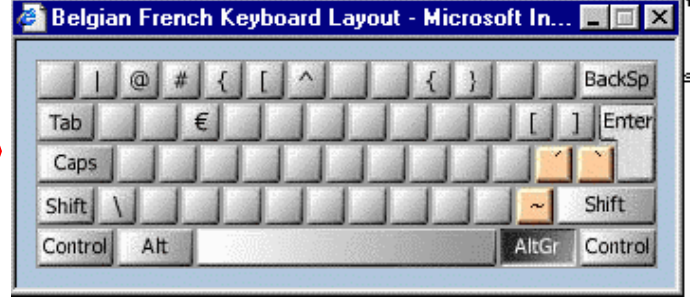 Belgian French Keyboard Layout - Microsoft In...
| @ # { [ ^ { } BackSp
Tab € [ ] Enter
Caps ´ `
Shift \ ~ Shift
Control Alt AltGr Control